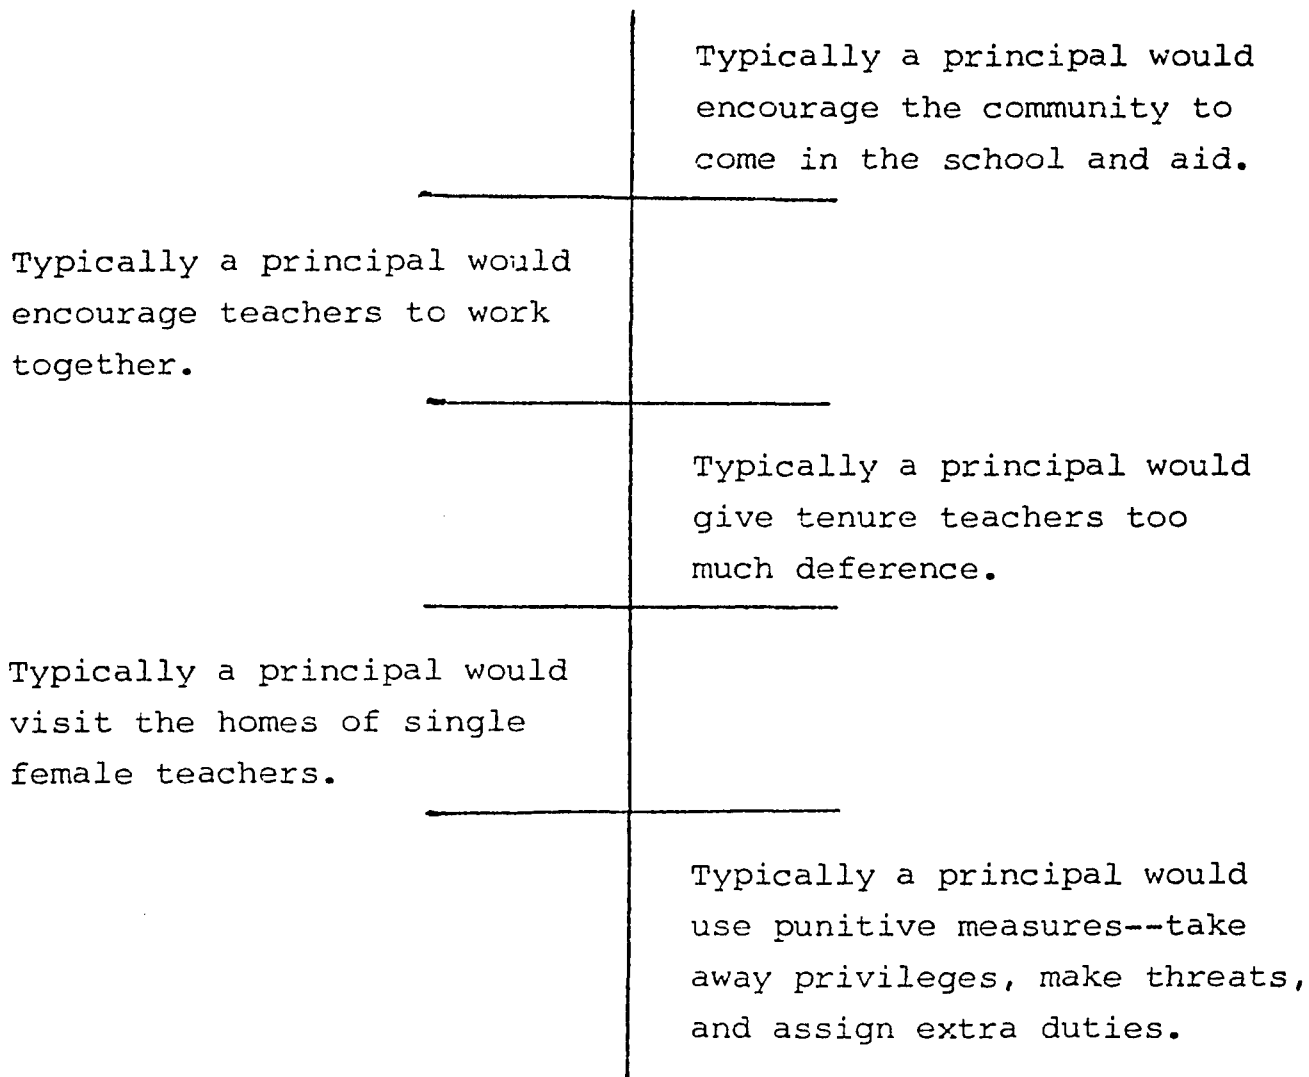 Typically a principal would
encourage the community to
come in the school and aid.
Typically a principal would
encourage teachers to work
together.
Typically a principal would
give tenure teachers too
much deference.
Typically a principal would
visit the homes of single
female teachers.
Typically a principal would
use punitive measures--take
away privileges, make threats,
and assign extra duties.